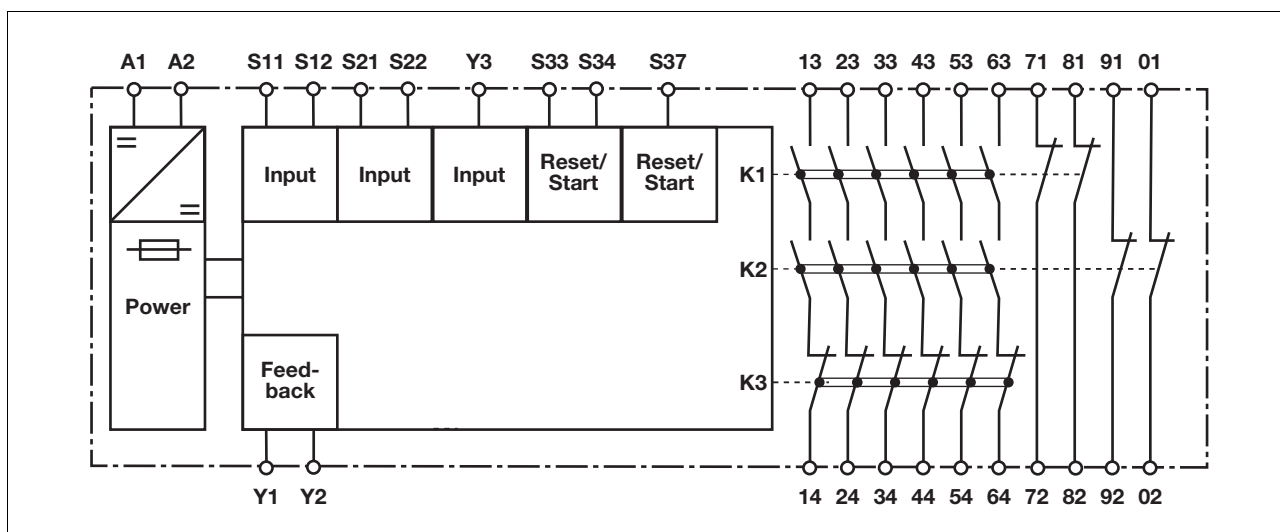 A1 A2 S11 S12 S21 S22 Y3 S33 S34 S37 13 23 33 43 53 63 71 81 91 01
Input Input Input Reset/ Reset/
Start Start
K1
K2
Power
Feed-
back
K3
Y1 Y2 14 24 34 44 54 64 72 82 92 02